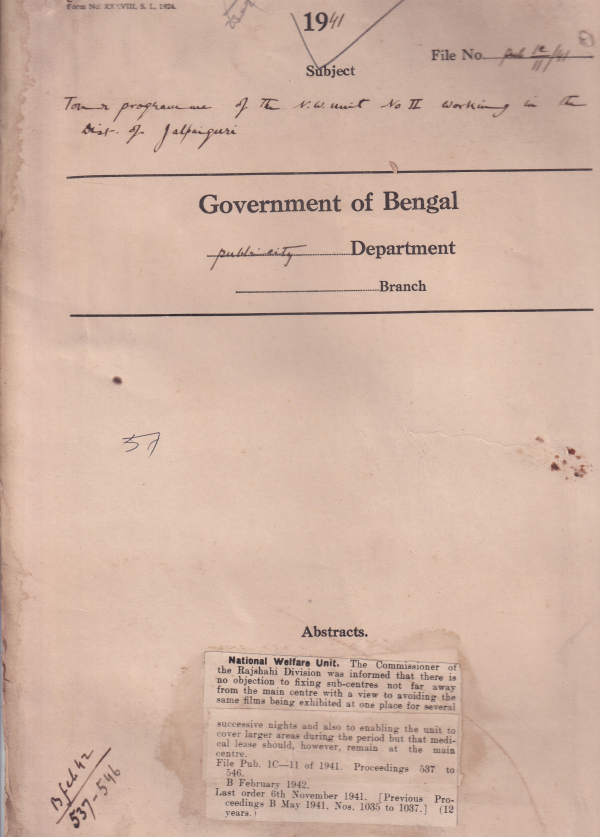 Form No. XXXVIII, S. L, 1924.
1941
File No. Pub 1C/11/41
Subject
Tour programme of the N.W. unit No II working in the
Dist. of Jalpaiguri
Government of Bengal
publicity Department
Branch
57
Abstracts.
National Welfare Unit. The Commissioner of
the Rajshahi Division was informed that there is
no objection to fixing sub-centres not far away
from the main centre with a view to avoiding the
same films being exhibited at one place for several
successive nights and also to enabling the unit to
cover larger areas during the period but that medi-
cal lease should, however, remain at the main
centre.
File Pub. 1C—11 of 1941. Proceedings 537 to
546.
B February 1942.
Last order 6th November 1941. [Previous Pro-
ceedings B May 1941, Nos. 1035 to 1037.] (12
years.)
B, feb 42
537-546